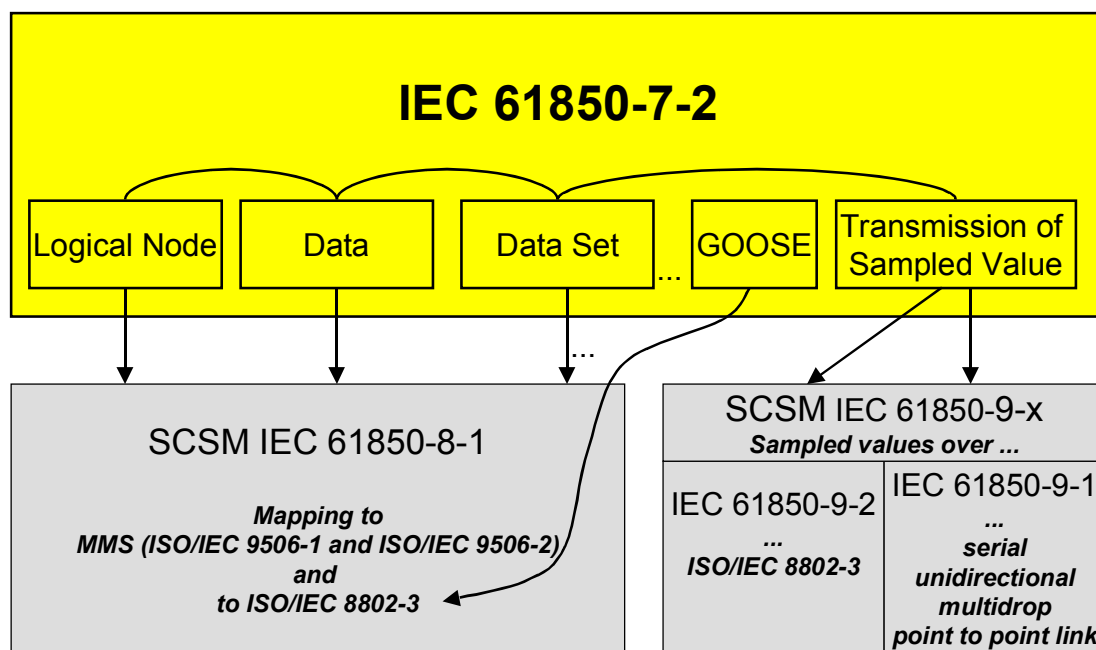 IEC 61850-7-2
Logical Node
Data
Data Set
...
GOOSE
Transmission of
Sampled Value
...
SCSM IEC 61850-8-1
Mapping to
MMS (ISO/IEC 9506-1 and ISO/IEC 9506-2)
and
to ISO/IEC 8802-3
SCSM IEC 61850-9-x
Sampled values over ...
IEC 61850-9-2
...
ISO/IEC 8802-3
IEC 61850-9-1
...
serial
unidirectional
multidrop
point to point link